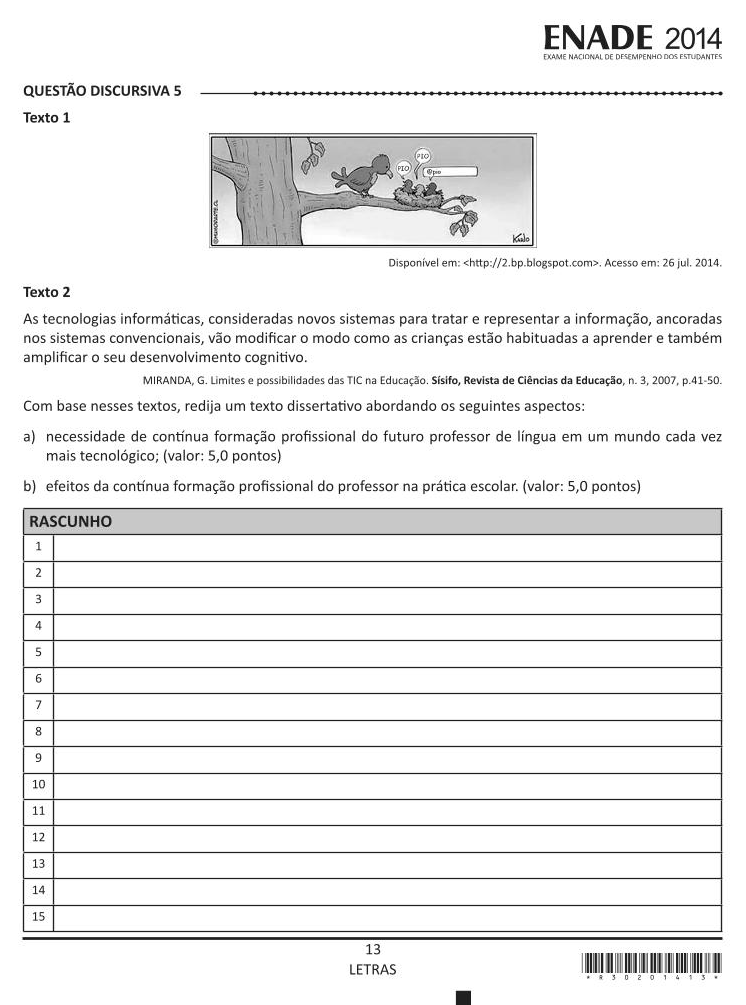 ENADE 2014
EXAME NACIONAL DE DESEMPENHO DOS ESTUDANTES
QUESTÃO DISCURSIVA 5
Texto 1
PIO
PIO
@pio
Disponível em: <http://2.bp.blogspot.com>. Acesso em: 26 jul. 2014.
Texto 2
As tecnologias informáticas, consideradas novos sistemas para tratar e representar a informação, ancoradas
nos sistemas convencionais, vão modificar o modo como as crianças estão habituadas a aprender e também
amplificar o seu desenvolvimento cognitivo.
MIRANDA, G. Limites e possibilidades das TIC na Educação. Sísifo, Revista de Ciências da Educação, n. 3, 2007, p.41-50.
Com base nesses textos, redija um texto dissertativo abordando os seguintes aspectos:
a) necessidade de contínua formação profissional do futuro professor de língua em um mundo cada vez
mais tecnológico; (valor: 5,0 pontos)
b) efeitos da contínua formação profissional do professor na prática escolar. (valor: 5,0 pontos)
RASCUNHO
1
2
3
4
5
6
7
8
9
10
11
12
13
14
15
13
LETRAS
* R 3 0 2 0 1 4 1 3 *